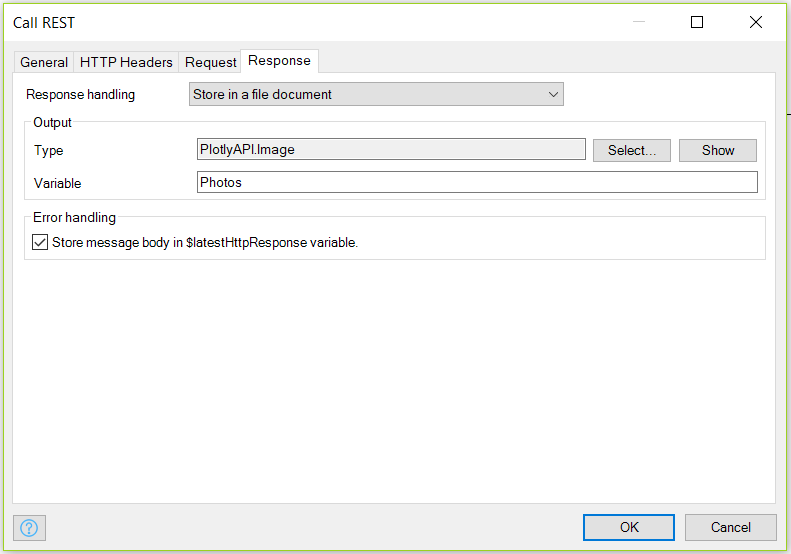 Call REST
General HTTP Headers Request Response
Response handling Store in a file document
Output
Type PlotlyAPI.Image Select... Show
Variable Photos
Error handling
Store message body in $latestHttpResponse variable.
? OK Cancel